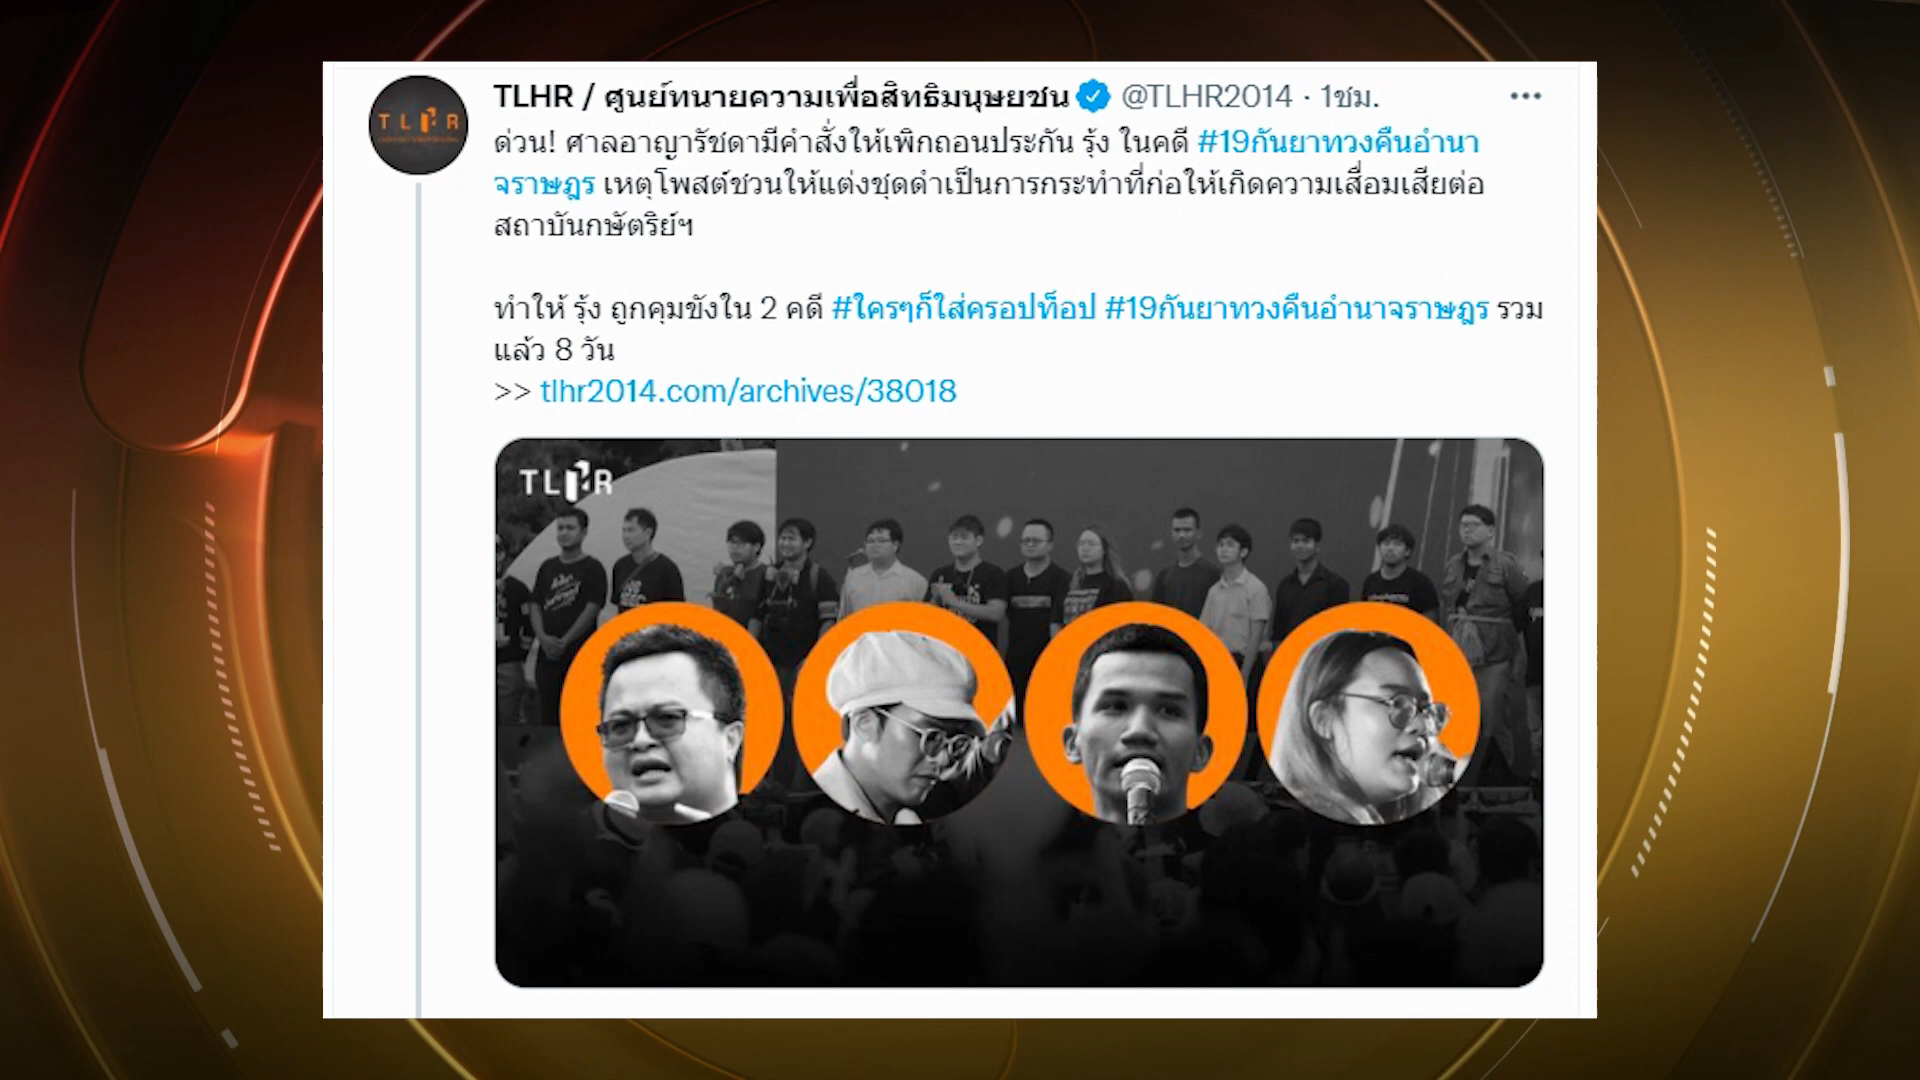 TLHR
TLHR / ศูนย์ทนายความเพื่อสิทธิมนุษยชน @TLHR2014 · 1ชม.
ด่วน! ศาลอาญารัชดามีคำสั่งให้เพิกถอนประกัน รุ้ง ในคดี #19กันยาทวงคืนอำนา
จราษฎร เหตุโพสต์ชวนให้แต่งชุดดำเป็นการกระทำที่ก่อให้เกิดความเสื่อมเสียต่อ
สถาบันกษัตริย์ฯ
ทำให้ รุ้ง ถูกคุมขังใน 2 คดี #ใครๆก็ใส่ครอปท็อป #19กันยาทวงคืนอำนาจราษฎร รวม
แล้ว 8 วัน
>> tlhr2014.com/archives/38018
TLHR